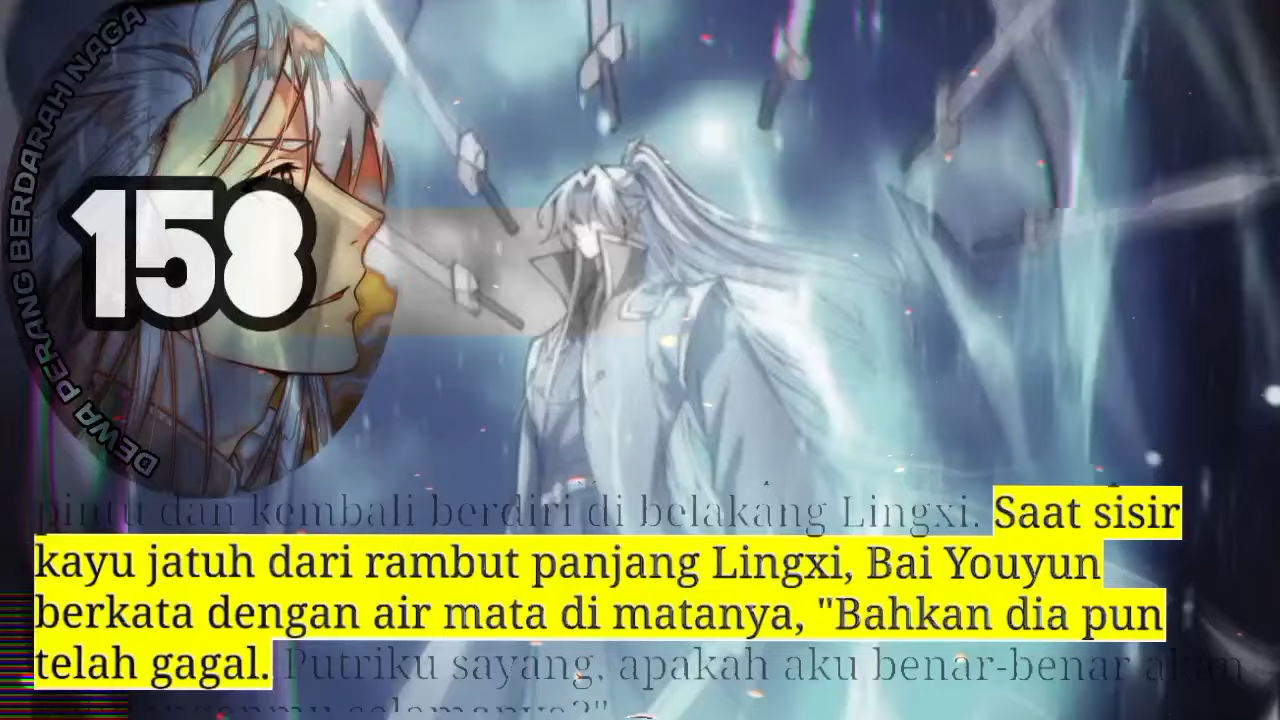 DEWA PERANG BERDARAH NAGA
158
pintu dan kembali berdiri di belakang Lingxi. Saat sisir
kayu jatuh dari rambut panjang Lingxi, Bai Youyun
berkata dengan air mata di matanya, "Bahkan dia pun
telah gagal. Putriku sayang, apakah aku benar-benar akan
selamanya?"